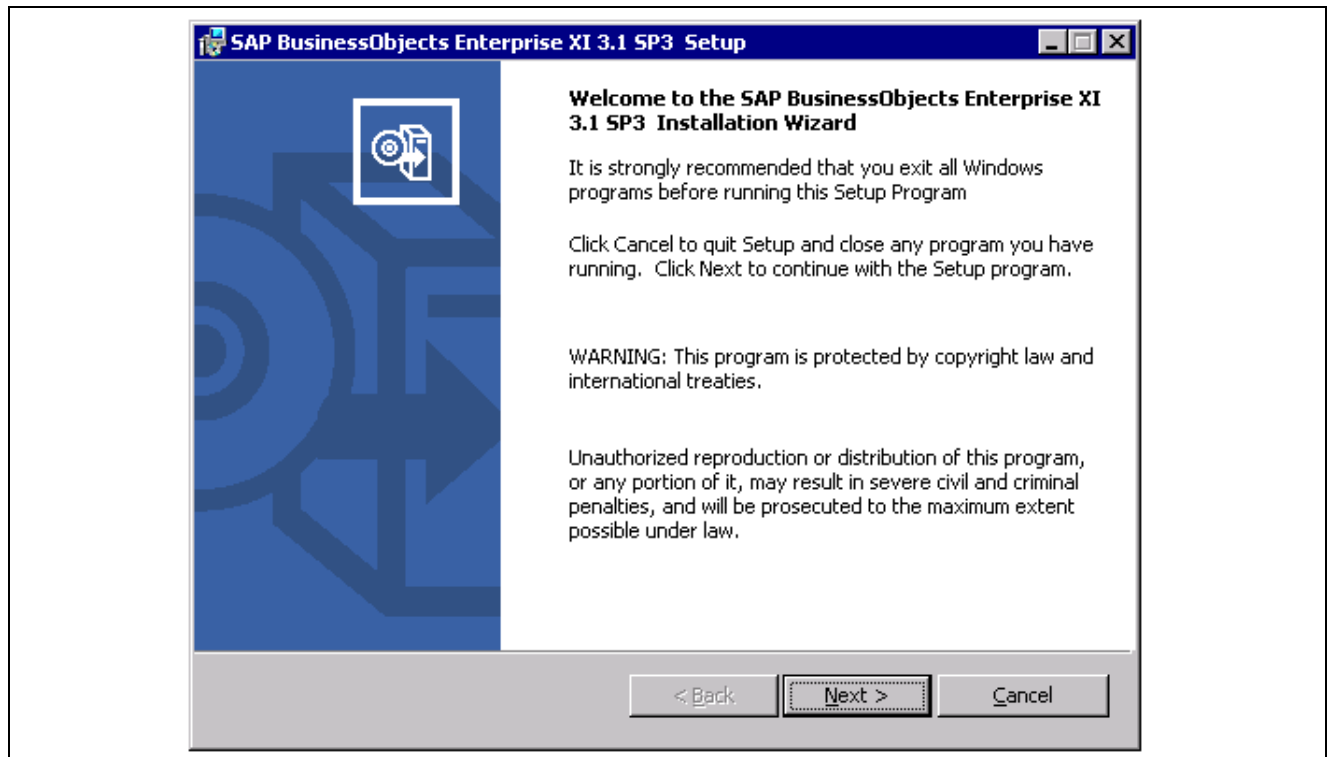 SAP BusinessObjects Enterprise XI 3.1 SP3 Setup
Welcome to the SAP BusinessObjects Enterprise XI
3.1 SP3 Installation Wizard
It is strongly recommended that you exit all Windows
programs before running this Setup Program
Click Cancel to quit Setup and close any program you have
running. Click Next to continue with the Setup program.
WARNING: This program is protected by copyright law and
international treaties.
Unauthorized reproduction or distribution of this program,
or any portion of it, may result in severe civil and criminal
penalties, and will be prosecuted to the maximum extent
possible under law.
< Back Next > Cancel